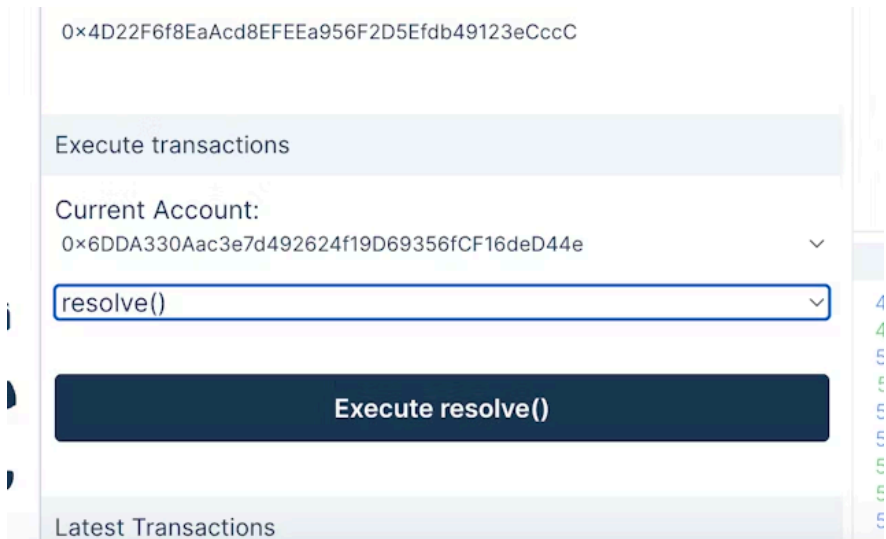 0x4D22F6f8EaAcd8EFEEa956F2D5Efdb49123eCccC
Execute transactions
Current Account:
0x6DDA330Aac3e7d492624f19D69356fCF16deD44e
resolve()
Execute resolve()
Latest Transactions